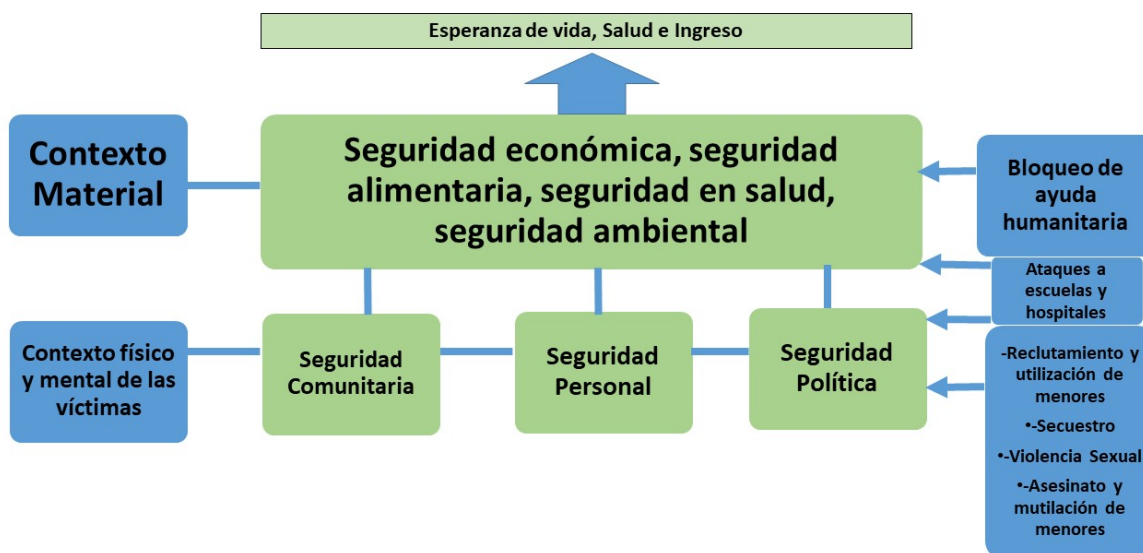 Esperanza de vida, Salud e Ingreso
Contexto
Material
Seguridad económica, seguridad
alimentaria, seguridad en salud,
seguridad ambiental
Bloqueo de
ayuda
humanitaria
Ataques a
escuelas y
hospitales
Contexto físico
y mental de las
víctimas
Seguridad
Comunitaria
Seguridad
Personal
Seguridad
Política
-Reclutamiento y
utilización de
menores
•-Secuestro
•-Violencia Sexual
•-Asesinato y
mutilación de
menores